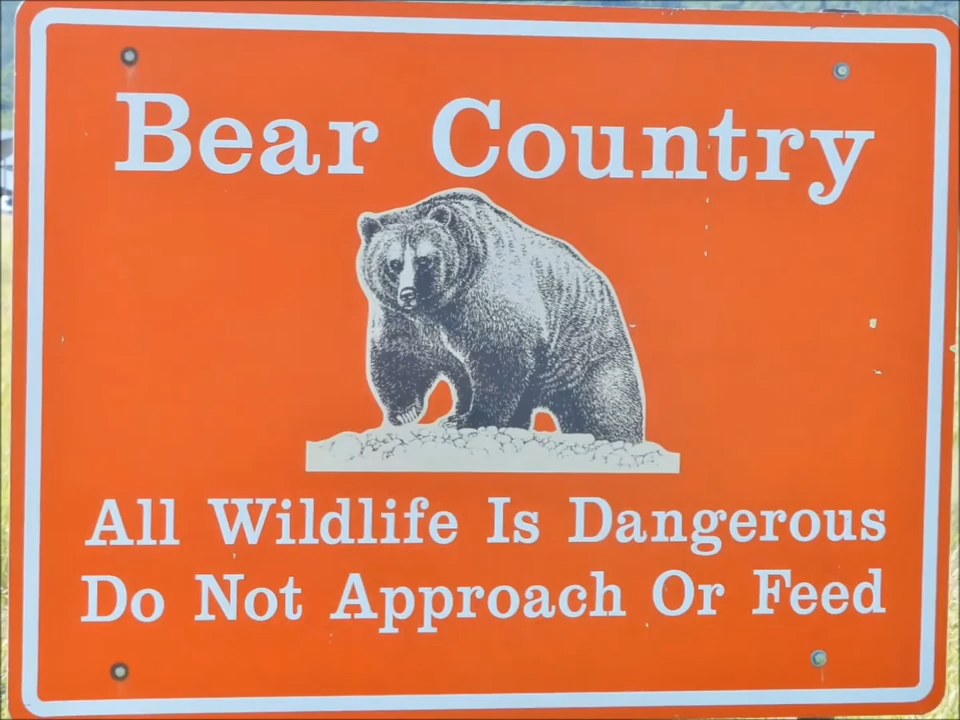 Bear Country
All Wildlife Is Dangerous
Do Not Approach Or Feed